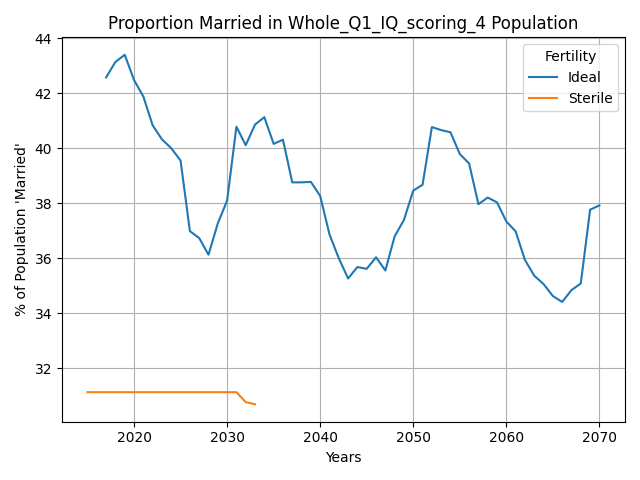 Proportion Married in Whole_Q1_IQ_scoring_4 Population
% of Population 'Married'
44
42
40
38
36
34
32
Fertility
Ideal
Sterile
2020 2030 2040 2050 2060 2070
Years